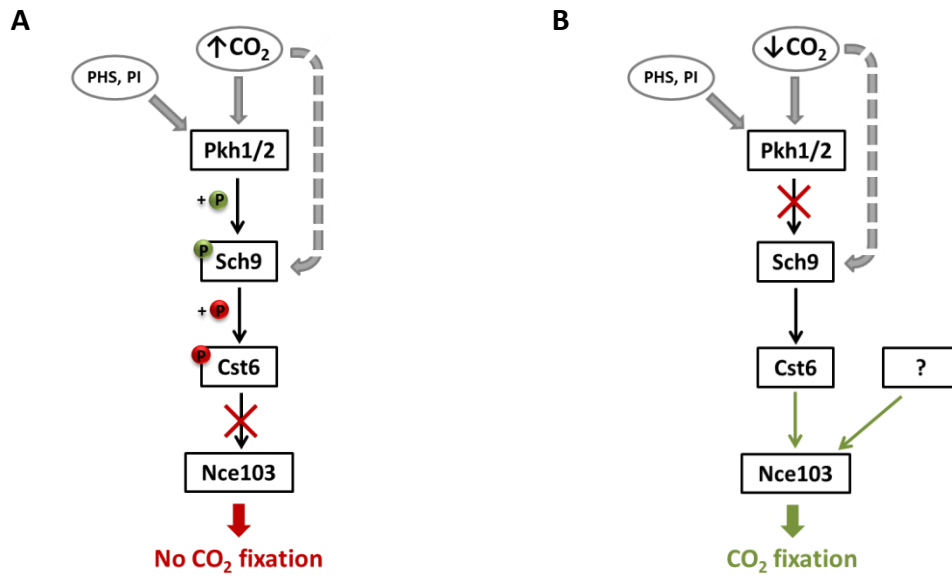 A
↑CO₂
PHS, PI
Pkh1/2
+ P
P
Sch9
+ P
P
Cst6
Nce103
No CO₂ fixation
B
↓CO₂
PHS, PI
Pkh1/2
Sch9
Cst6
?
Nce103
CO₂ fixation